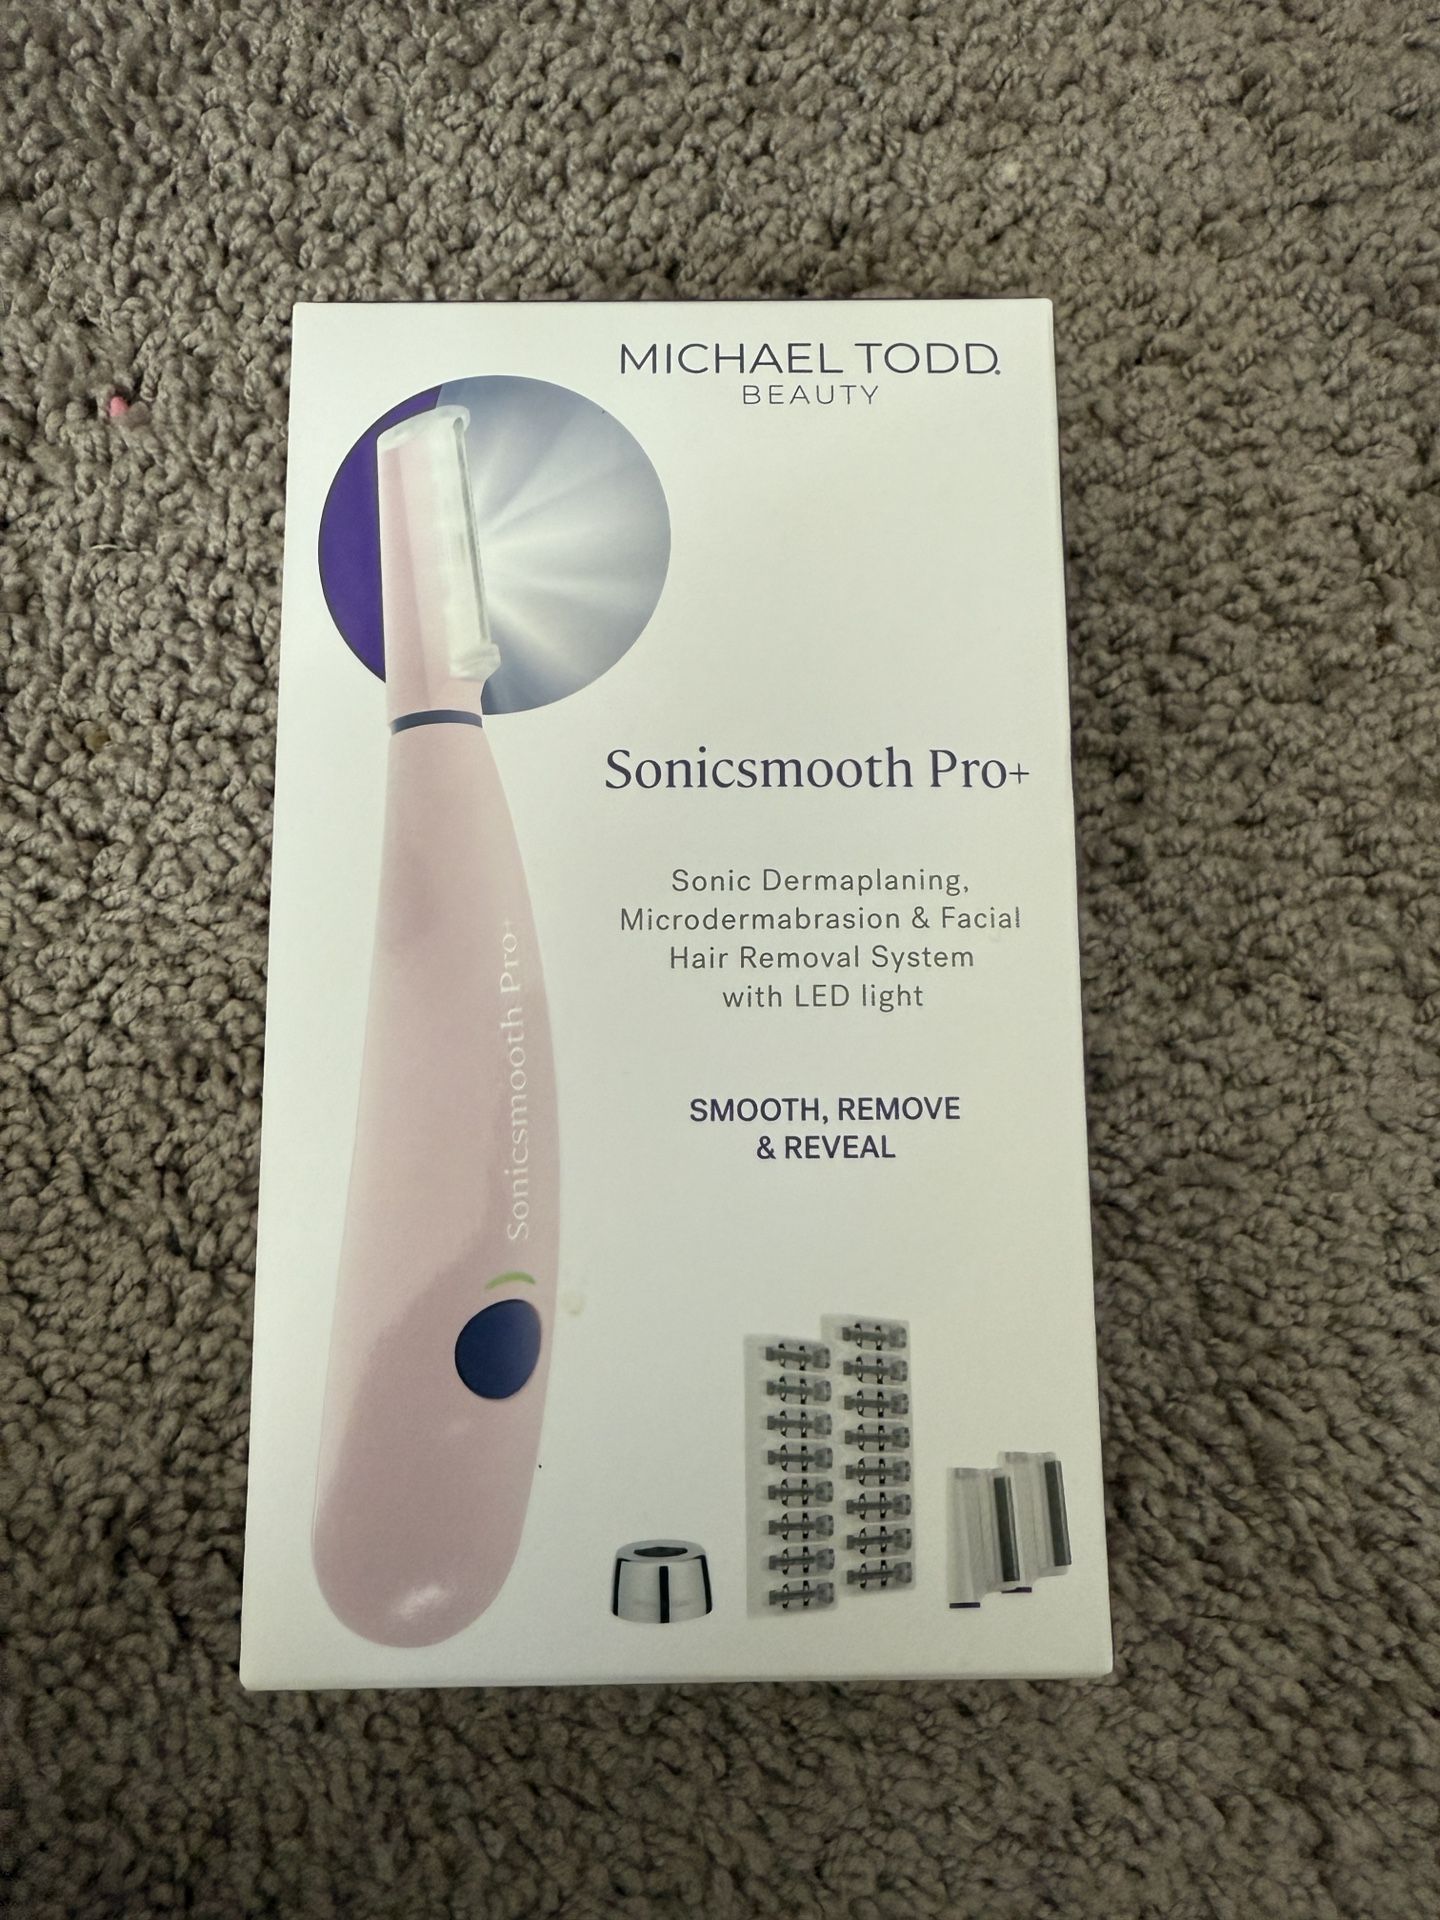 MICHAEL TODD®
BEAUTY
Sonicsmooth Pro+
Sonic Dermaplaning,
Microdermabrasion & Facial
Hair Removal System
with LED light
SMOOTH, REMOVE
& REVEAL
Sonicsmooth Pro+